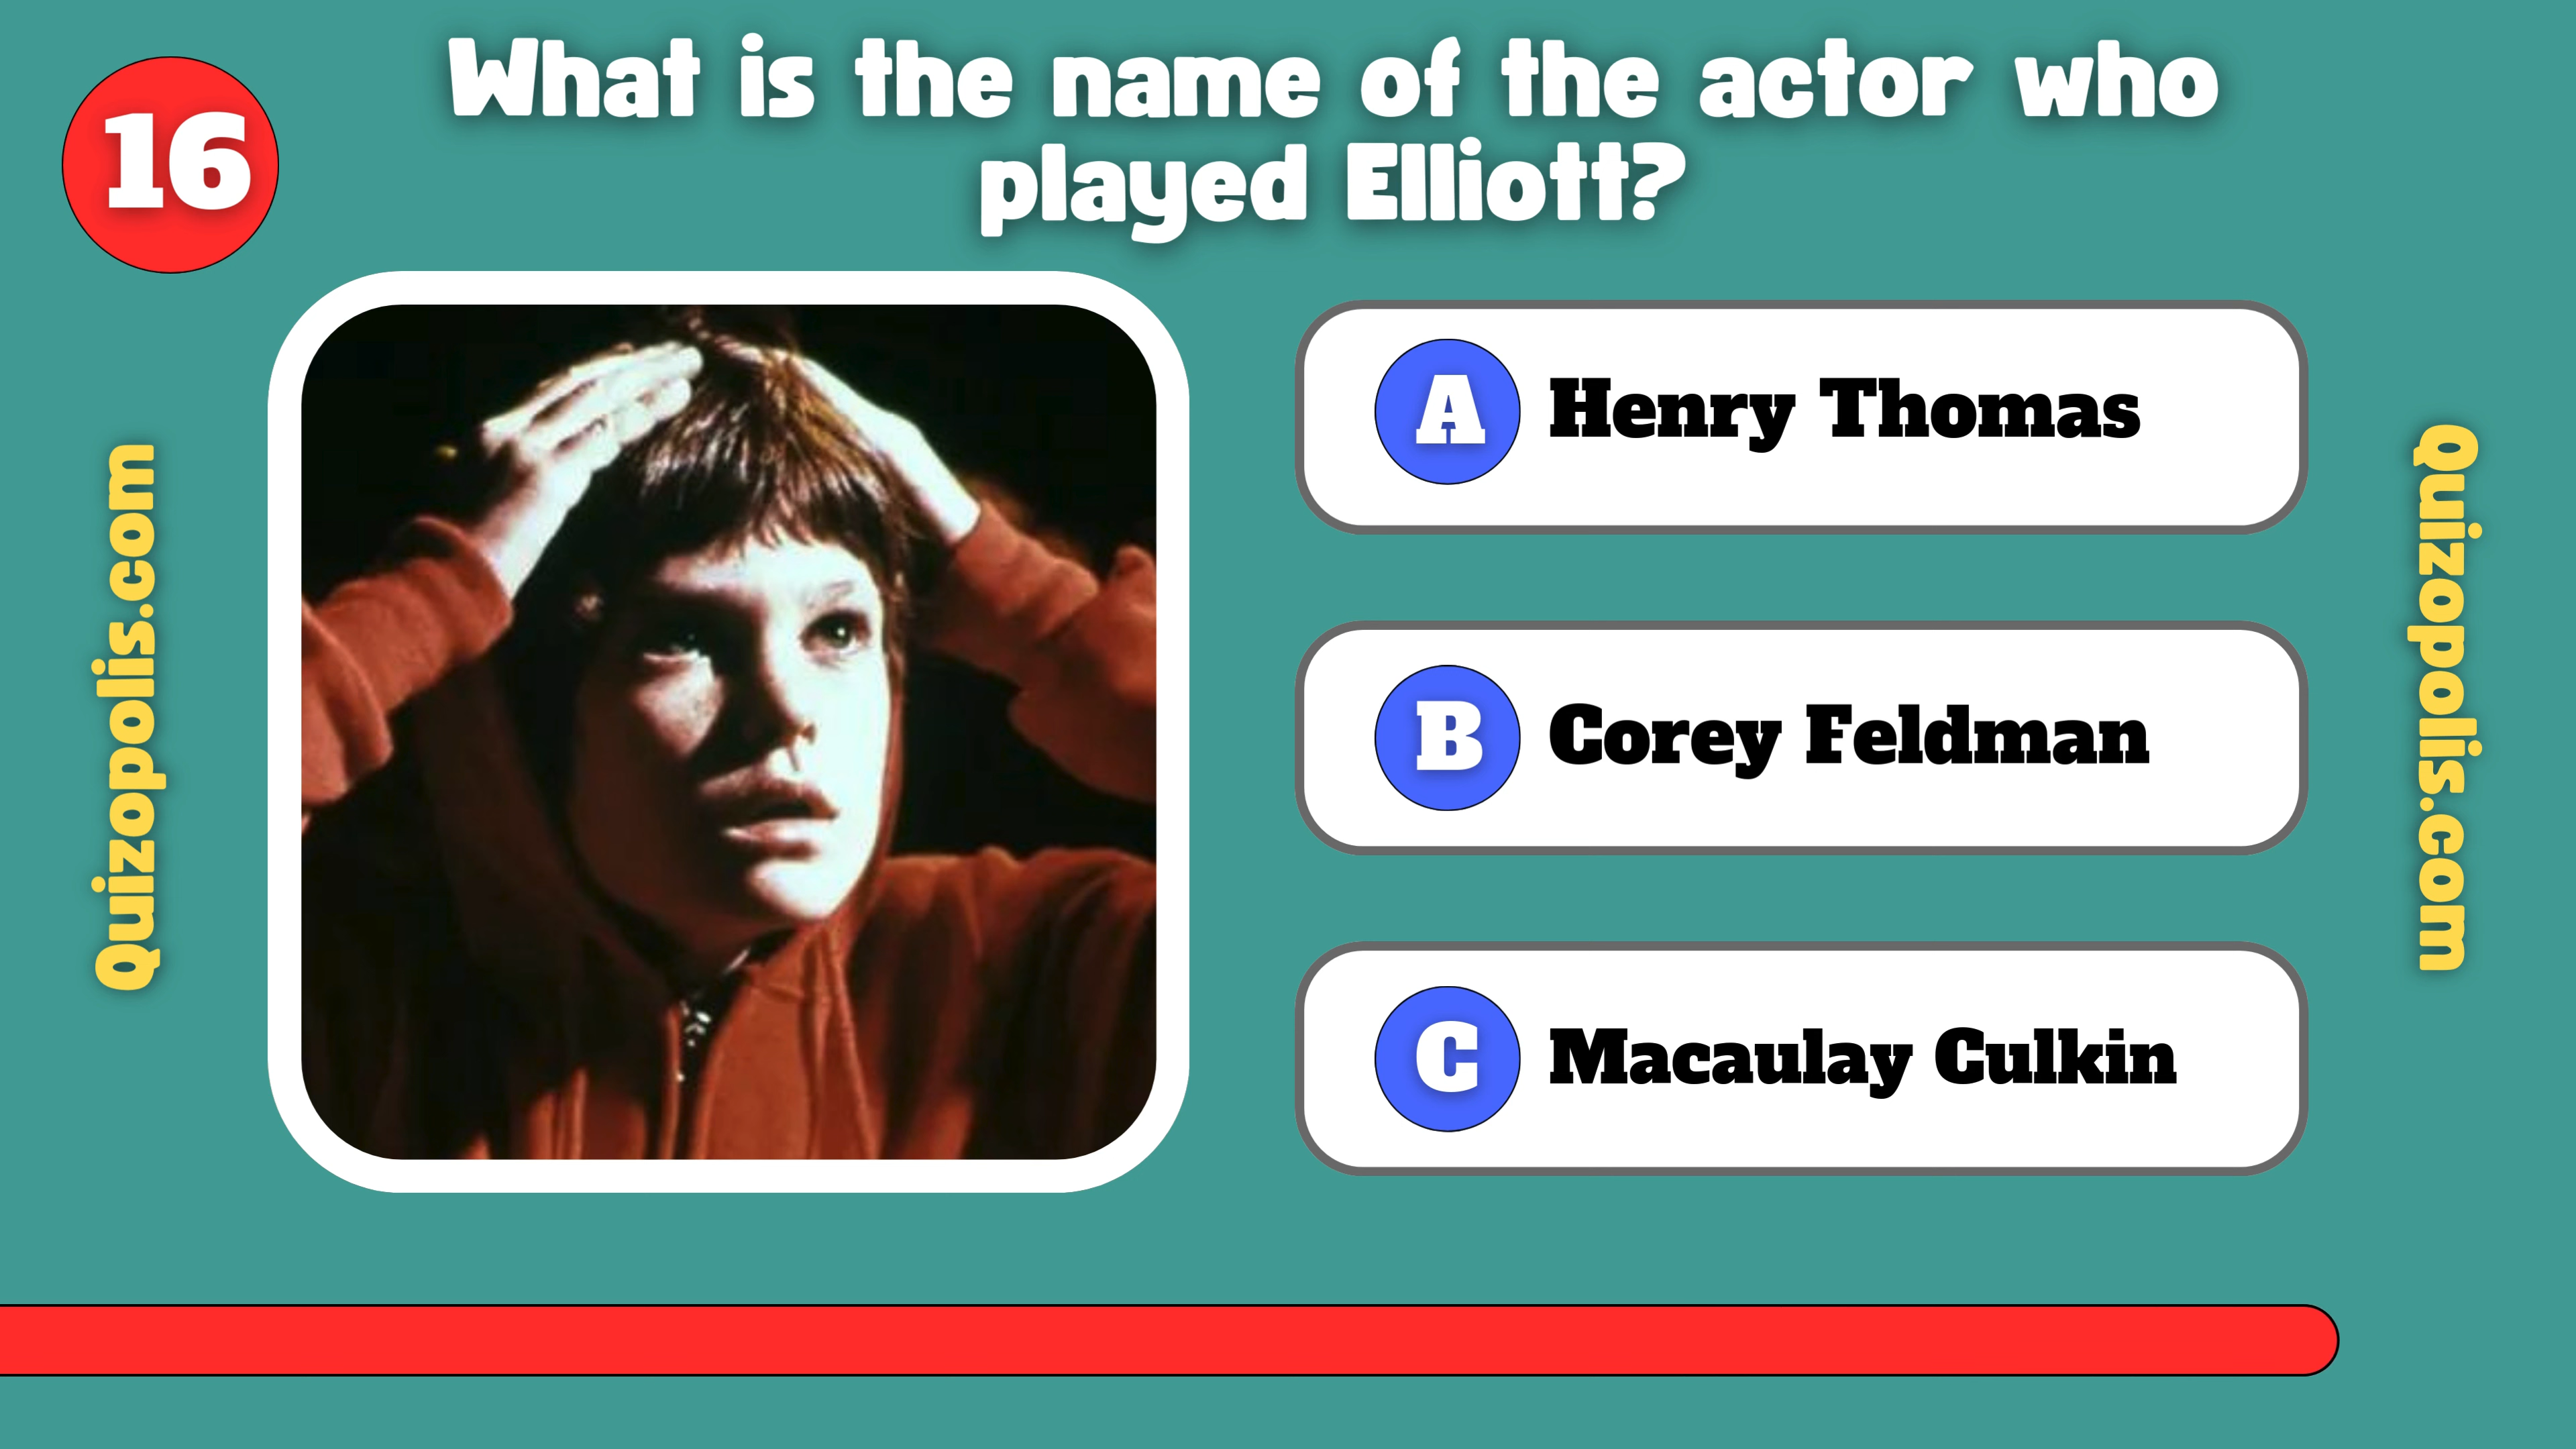 16
What is the name of the actor who
played Elliott?
Quizopolis.com
A Henry Thomas
B Corey Feldman
C Macaulay Culkin
Quizopolis.com